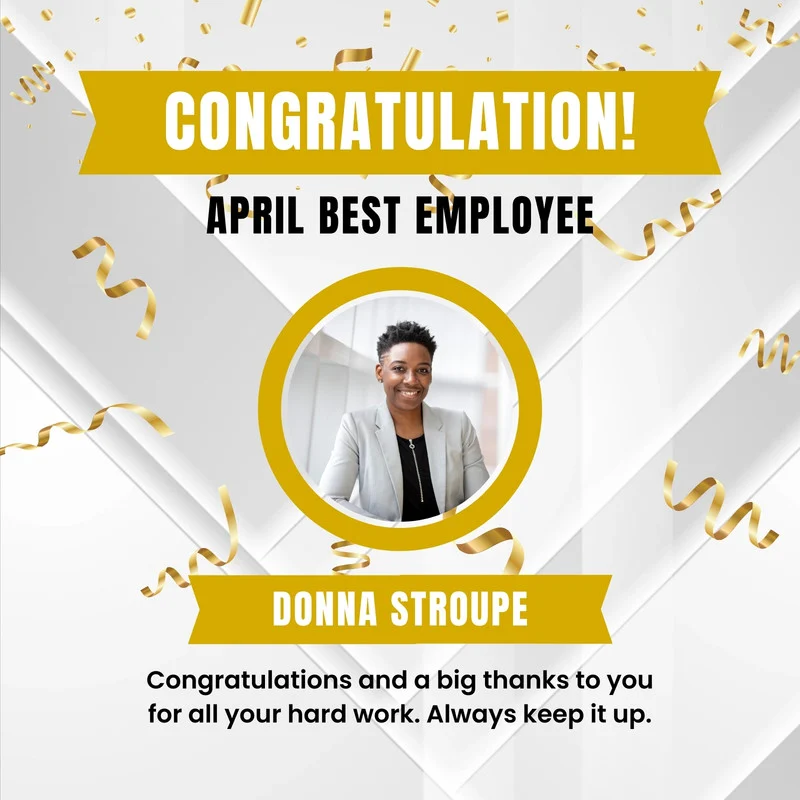 CONGRATULATION!
APRIL BEST EMPLOYEE
DONNA STROUPE
Congratulations and a big thanks to you
for all your hard work. Always keep it up.